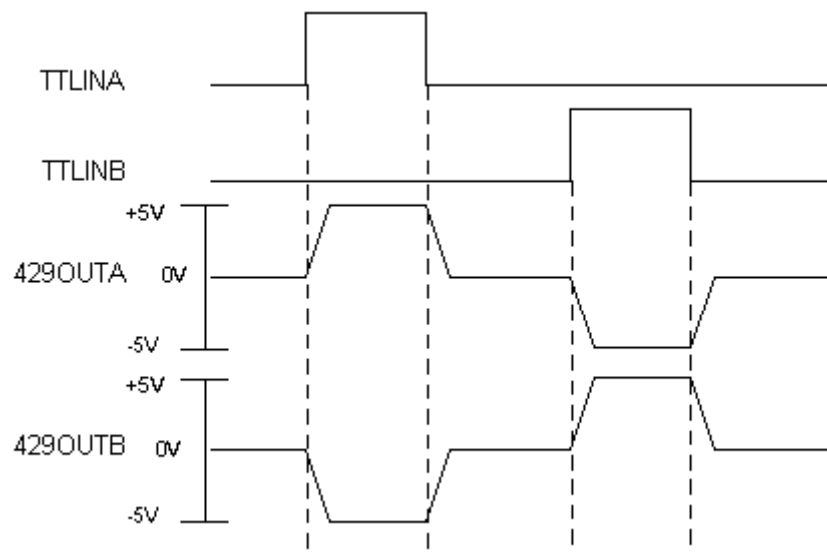 TTLINA
TTLINB
+5V
429OUTA 0V
-5V
+5V
429OUTB 0V
-5V